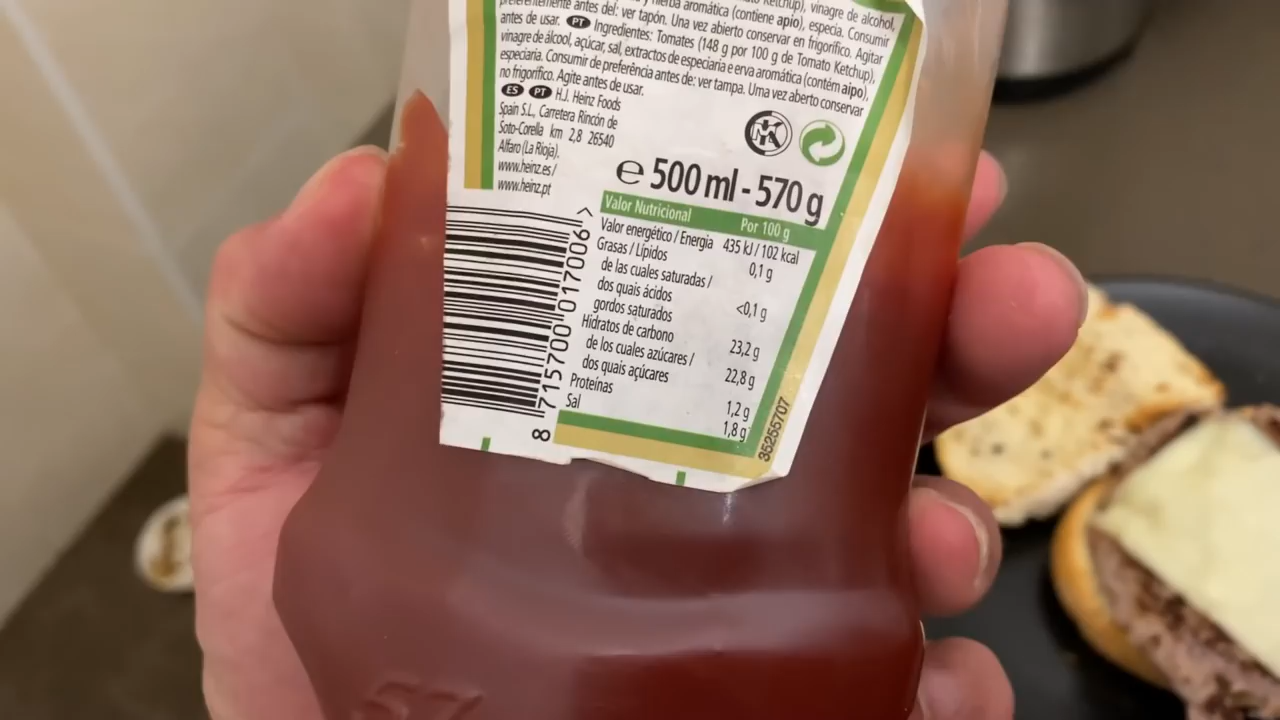 Ketchup), vinagre de alcohol,
hierba aromática (contiene apio), especia. Consumir
preferentemente antes del: ver tapón. Una vez abierto conservar en frigorífico. Agitar
antes de usar. PT Ingredientes: Tomates (148 g por 100 g de Tomato Ketchup),
vinagre de álcool, açúcar, sal, extractos de especiaria e erva aromática (contém aipo),
especiaria. Consumir de preferência antes de: ver tampa. Uma vez aberto conservar
no frigorífico. Agite antes de usar.
ES PT H.J. Heinz Foods
Spain S.L., Carretera Rincón de
Soto-Corella km 2,8 26540
Alfaro (La Rioja).
www.heinz.es/
www.heinz.pt
e 500 ml - 570 g
Valor Nutricional Por 100 g
Valor energético / Energia 435 kJ / 102 kcal
Grasas / Lípidos 0,1 g
de las cuales saturadas /
dos quais ácidos
gordos saturados <0,1 g
Hidratos de carbono 23,2 g
de los cuales azúcares /
dos quais açúcares 22,8 g
Proteínas 1,2 g
Sal 1,8 g
8 715700 017006 >
35255707